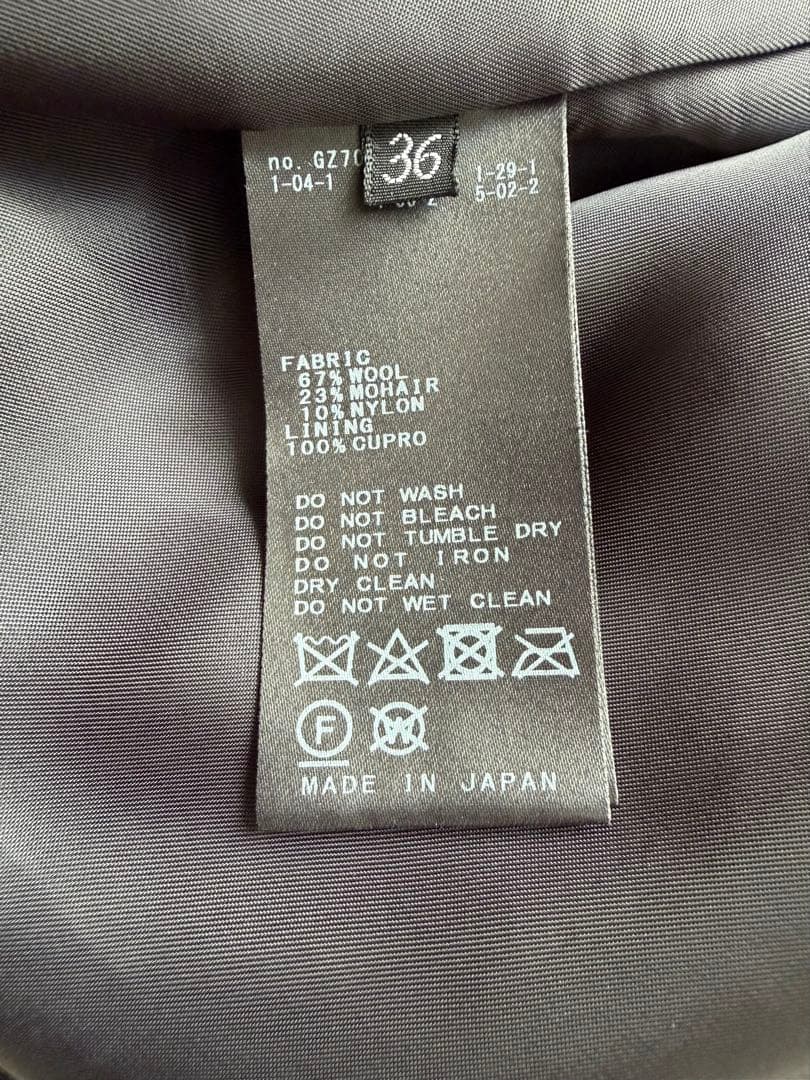 no. GZ70
36
1-29-1
1-04-1
5-02-2
FABRIC
67% WOOL
23% MOHAIR
10% NYLON
LINING
100% CUPRO
DO NOT WASH
DO NOT BLEACH
DO NOT TUMBLE DRY
DO NOT IRON
DRY CLEAN
DO NOT WET CLEAN
F W
MADE IN JAPAN